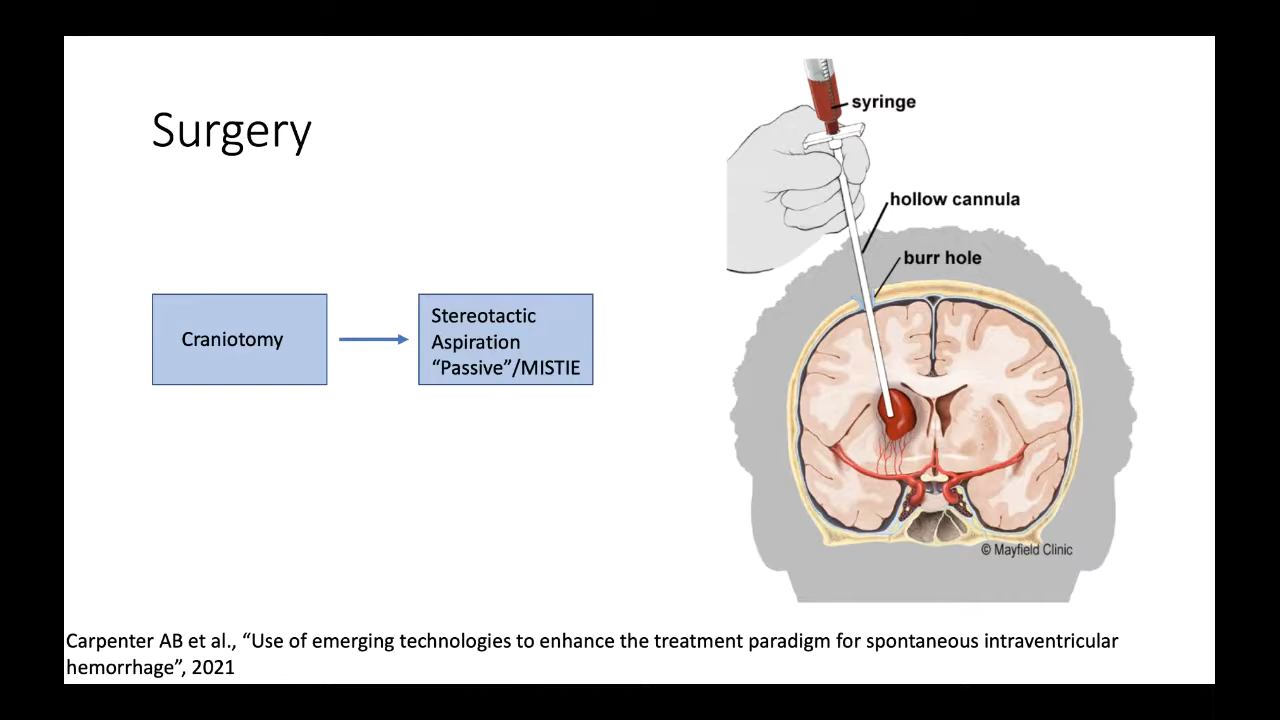 Surgery
Craniotomy
Stereotactic
Aspiration
“Passive”/MISTIE
syringe
hollow cannula
burr hole
© Mayfield Clinic
Carpenter AB et al., “Use of emerging technologies to enhance the treatment paradigm for spontaneous intraventricular
hemorrhage”, 2021